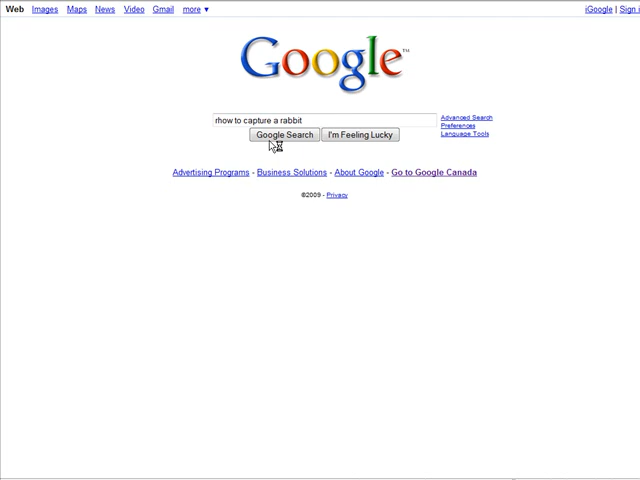 Web Images Maps News Video Gmail more ▼ iGoogle | Sign i
Google™
rhow to capture a rabbit
Advanced Search
Preferences
Language Tools
Google Search I'm Feeling Lucky
Advertising Programs - Business Solutions - About Google - Go to Google Canada
©2009 - Privacy